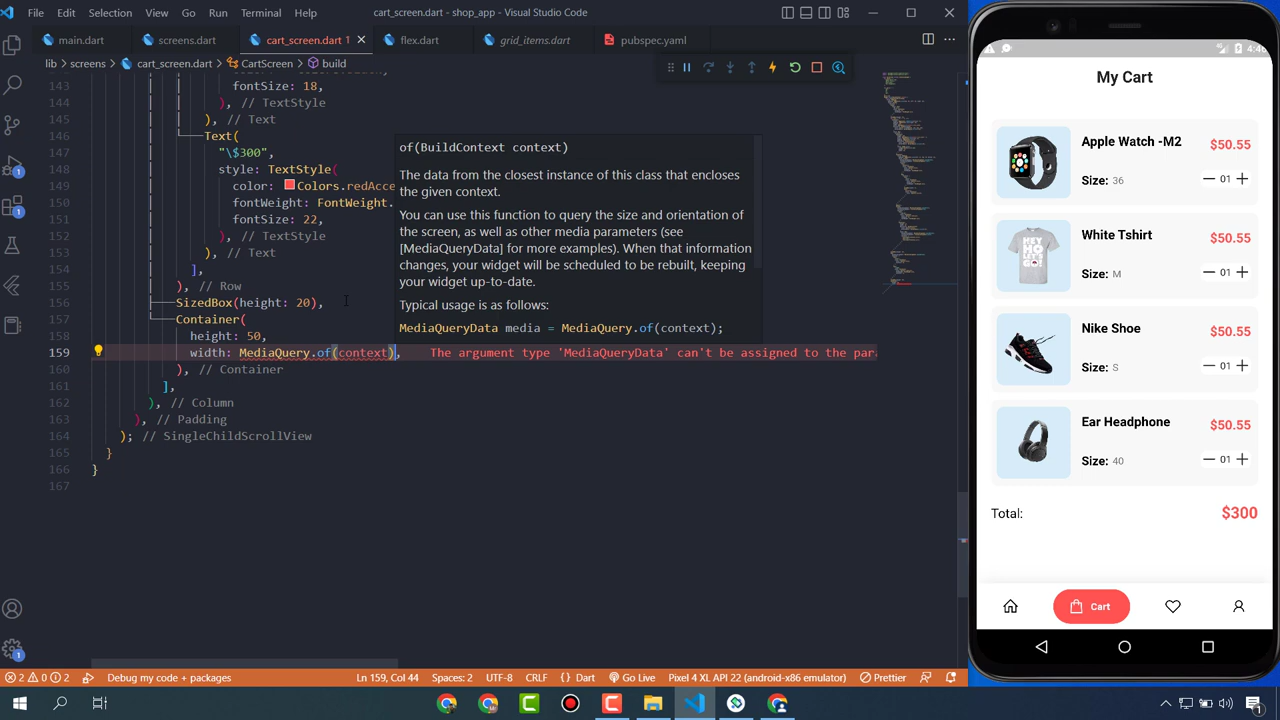 File Edit Selection View Go Run Terminal Help cart_screen.dart - shop_app - Visual Studio Code
main.dart screens.dart cart_screen.dart 1 flex.dart grid_items.dart pubspec.yaml
lib > screens > cart_screen.dart > CartScreen > build
143 fontSize: 18,
144 ), // TextStyle
145 ), // Text
146 Text(
\$300",
yle: TextStyle(
149 color: Colors.redAcce
150 fontWeight: FontWeight.
fontSize: 22,
), // TextStyle
), // Text
],
), // Row
156 SizedBox(height: 20),
157 Container(
158 height: 50,
159 width: MediaQuery.of(context), The argument type 'MediaQueryData' can't be assigned to the par
160 ), // Container
161 ],
162 ), // Column
163 ), // Padding
164 ); // SingleChildScrollView
165 }
166 }
167
of(BuildContext context)
The data from the closest instance of this class that encloses
the given context.
You can use this function to query the size and orientation of
the screen, as well as other media parameters (see
MediaQueryData for more examples). When that information
changes, your widget will be scheduled to be rebuilt, keeping
your widget up-to-date.
Typical usage is as follows:
MediaQueryData media = MediaQuery.of(context);
1
2 0 2 Debug my code + packages Ln 159, Col 44 Spaces: 2 UTF-8 CRLF {} Dart Go Live Pixel 4 XL API 22 (android-x86 emulator) Prettier
1
My Cart
Apple Watch -M2 $50.55
Size: 36 01
White Tshirt $50.55
HEY
HO
LET'S
GO!
Size: M 01
Nike Shoe $50.55
Size: S 01
Ear Headphone $50.55
Size: 40 01
Total: $300
Cart